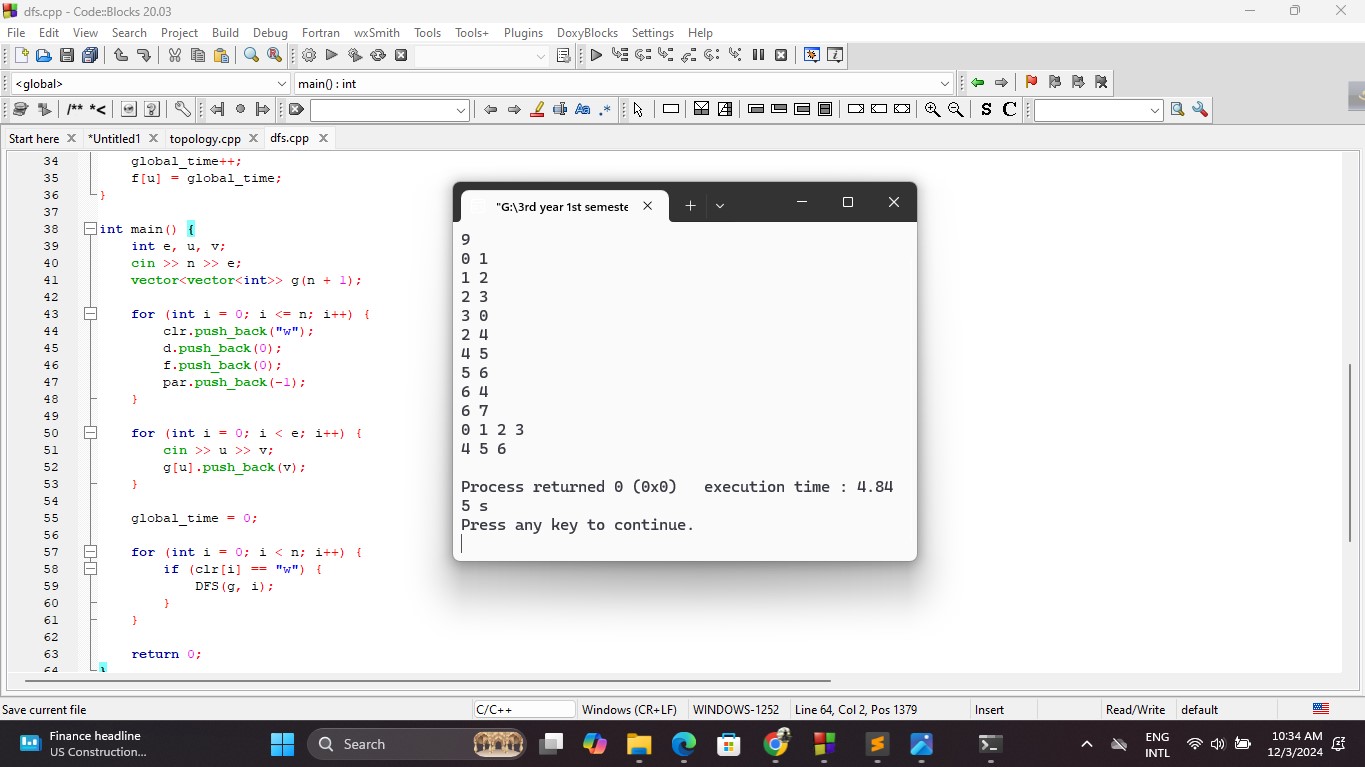 dfs.cpp - Code::Blocks 20.03
File Edit View Search Project Build Debug Fortran wxSmith Tools Tools+ Plugins DoxyBlocks Settings Help
<global>
main() : int
/** *<
Aa .*
S C
Start here *Untitled1 topology.cpp dfs.cpp
34 global_time++;
35 f[u] = global_time;
36 }
37
38 int main() {
39 int e, u, v;
40 cin >> n >> e;
41 vector<vector<int>> g(n + 1);
42
43 for (int i = 0; i <= n; i++) {
44 clr.push_back("w");
45 d.push_back(0);
46 f.push_back(0);
47 par.push_back(-1);
48 }
49
50 for (int i = 0; i < e; i++) {
51 cin >> u >> v;
52 g[u].push_back(v);
53 }
54
55 global_time = 0;
56
57 for (int i = 0; i < n; i++) {
58 if (clr[i] == "w") {
59 DFS(g, i);
60 }
61 }
62
63 return 0;
64 }
"G:\3rd year 1st semeste
9
0 1
1 2
2 3
3 0
2 4
4 5
5 6
6 4
6 7
0 1 2 3
4 5 6
Process returned 0 (0x0) execution time : 4.84
5 s
Press any key to continue.
Save current file
C/C++
Windows (CR+LF)
WINDOWS-1252
Line 64, Col 2, Pos 1379
Insert
Read/Write
default
Finance headline
US Construction...
Search
ENG
INTL
10:34 AM
12/3/2024